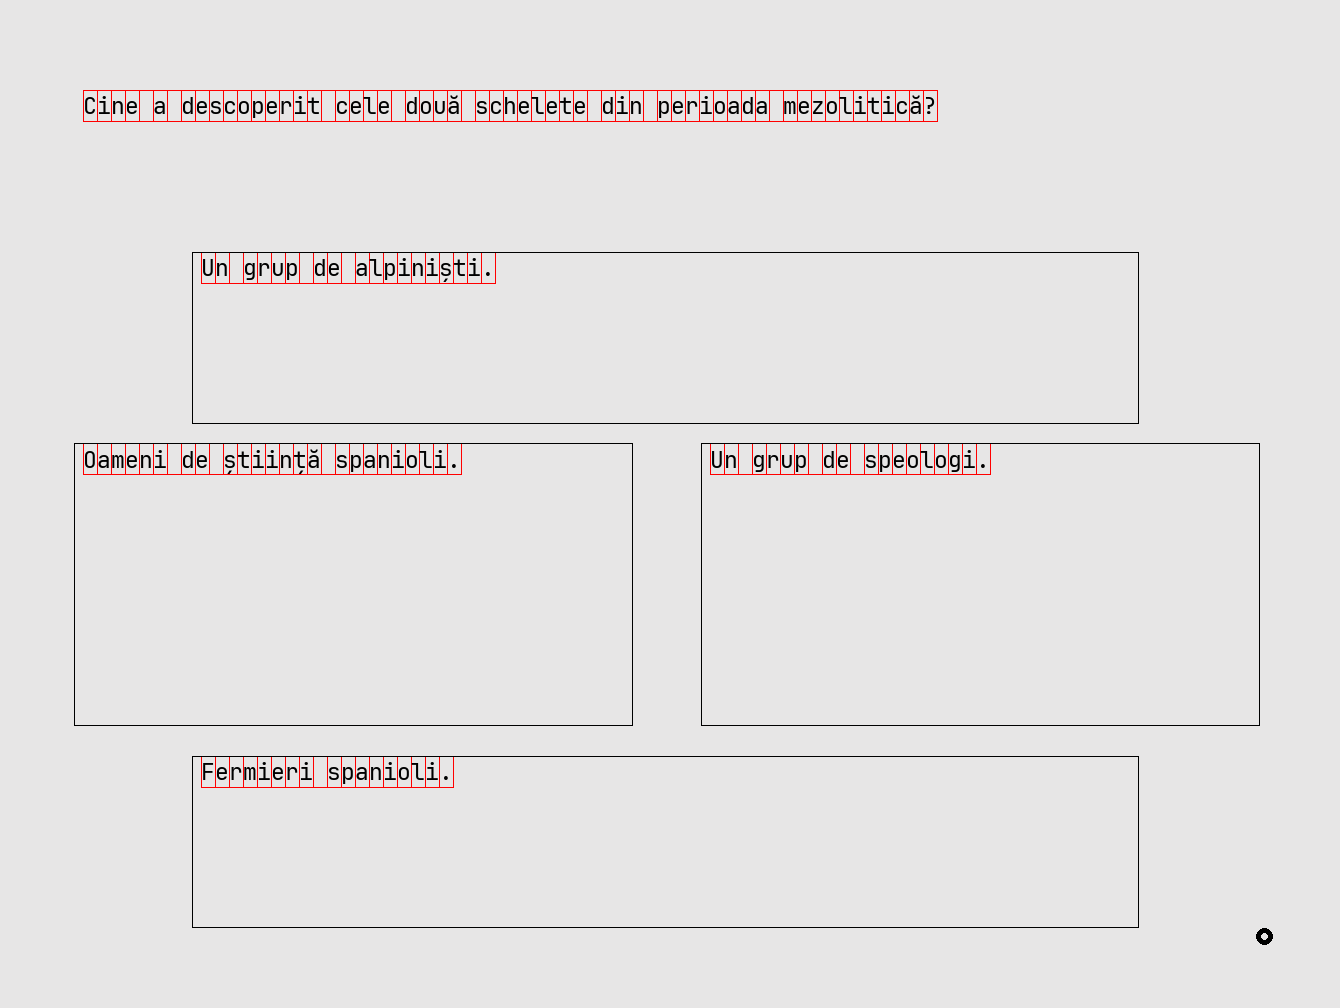 Cine a descoperit cele două schelete din perioada mezolitică?
Un grup de alpiniști.
Oameni de știință spanioli.
Un grup de speologi.
Fermieri spanioli.